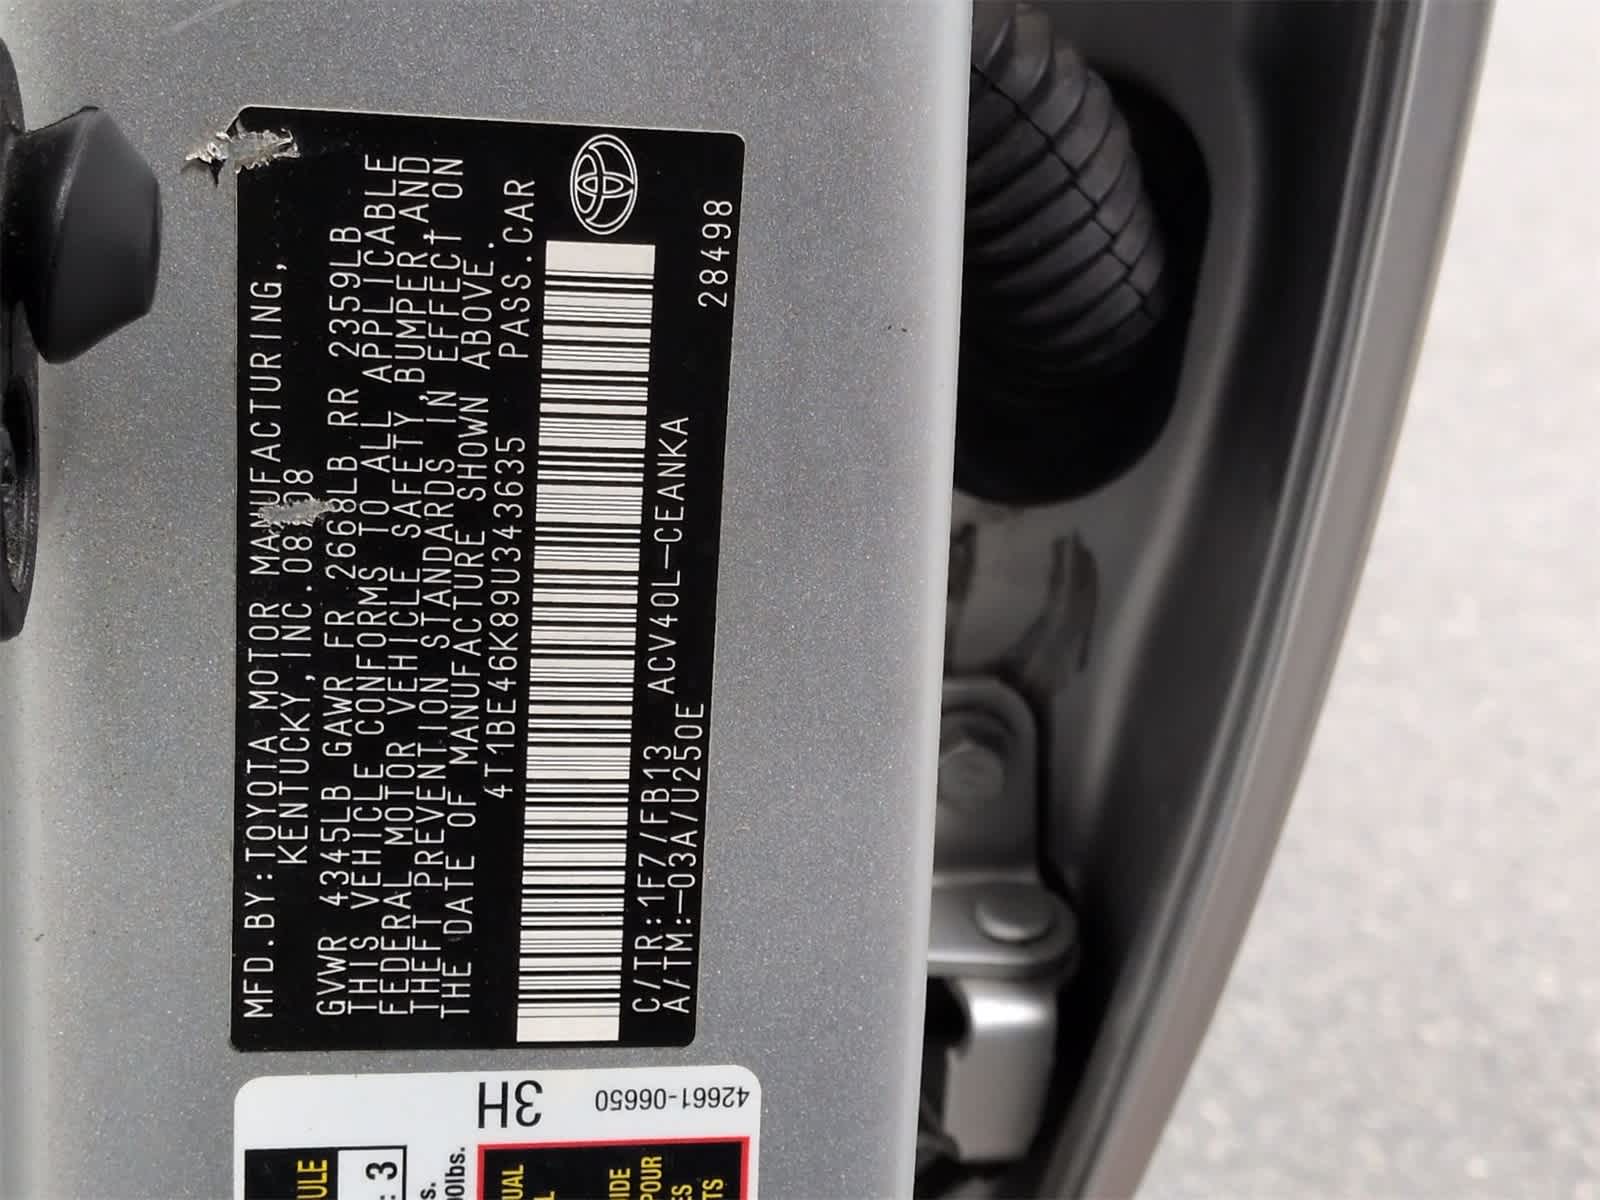 MFD.BY:TOYOTA MOTOR MANUFACTURING,
KENTUCKY,INC.08/08
GVWR 4345LB GAWR FR 2668LB RR 2359LB
THIS VEHICLE CONFORMS TO ALL APPLICABLE
FEDERAL MOTOR VEHICLE SAFETY,BUMPER,AND
THEFT PREVENTION STANDARDS IN EFFECT ON
THE DATE OF MANUFACTURE SHOWN ABOVE.
4T1BE46K89U343635 PASS.CAR
C/TR:1F7/FB13 ACV40L-CEANKA
A/TM:-03A/U250E 28498
3H
42661-06650
3